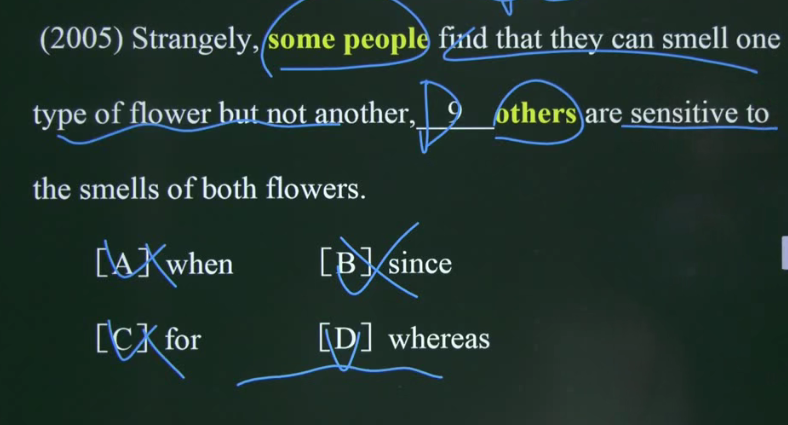 (2005) Strangely, some people find that they can smell one
type of flower but not another, 9 others are sensitive to
the smells of both flowers.
[A] when [B] since
[C] for [D] whereas